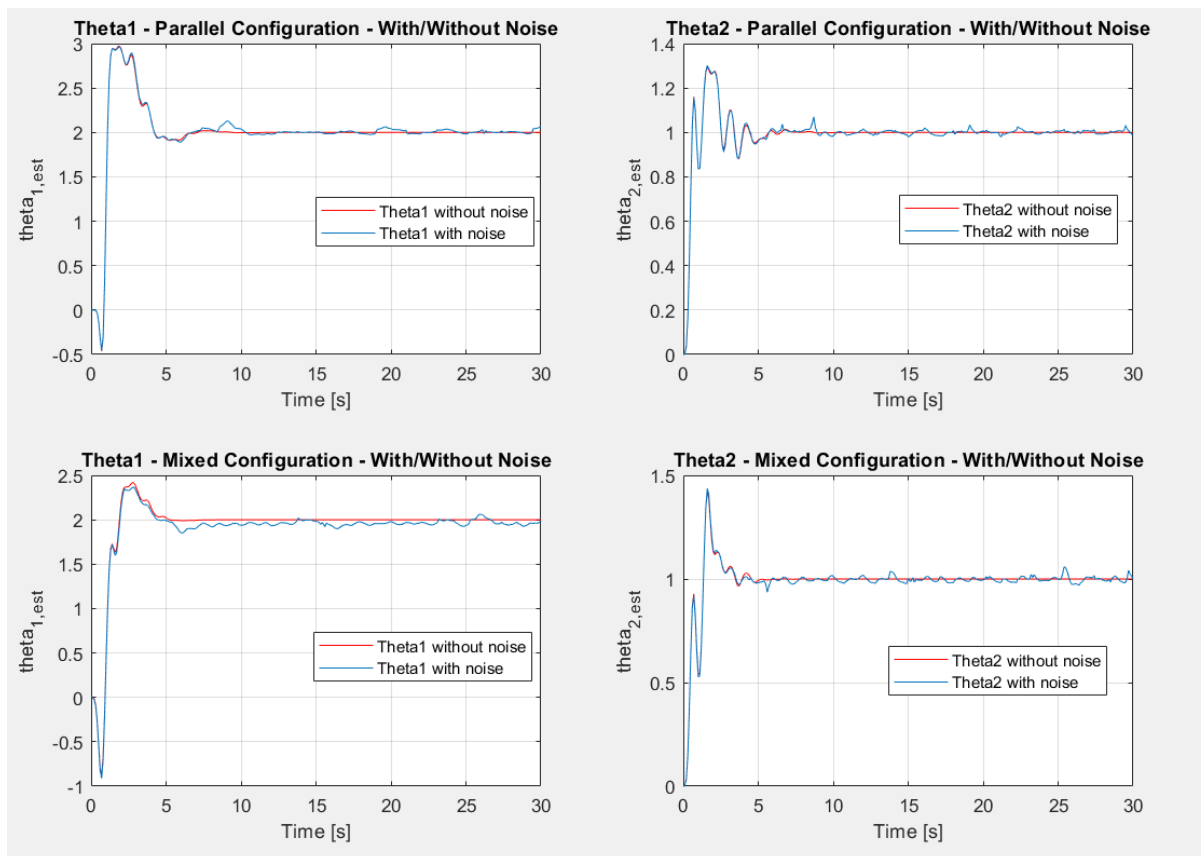 Theta1 - Parallel Configuration - With/Without Noise
3
2.5
2
1.5
1
0.5
0
-0.5
theta1,est
Theta1 without noise
Theta1 with noise
0 5 10 15 20 25 30
Time [s]
Theta2 - Parallel Configuration - With/Without Noise
1.4
1.2
1
0.8
0.6
0.4
0.2
0
theta2,est
Theta2 without noise
Theta2 with noise
0 5 10 15 20 25 30
Time [s]
Theta1 - Mixed Configuration - With/Without Noise
2.5
2
1.5
1
0.5
0
-0.5
-1
theta1,est
Theta1 without noise
Theta1 with noise
0 5 10 15 20 25 30
Time [s]
Theta2 - Mixed Configuration - With/Without Noise
1.5
1
0.5
0
theta2,est
Theta2 without noise
Theta2 with noise
0 5 10 15 20 25 30
Time [s]